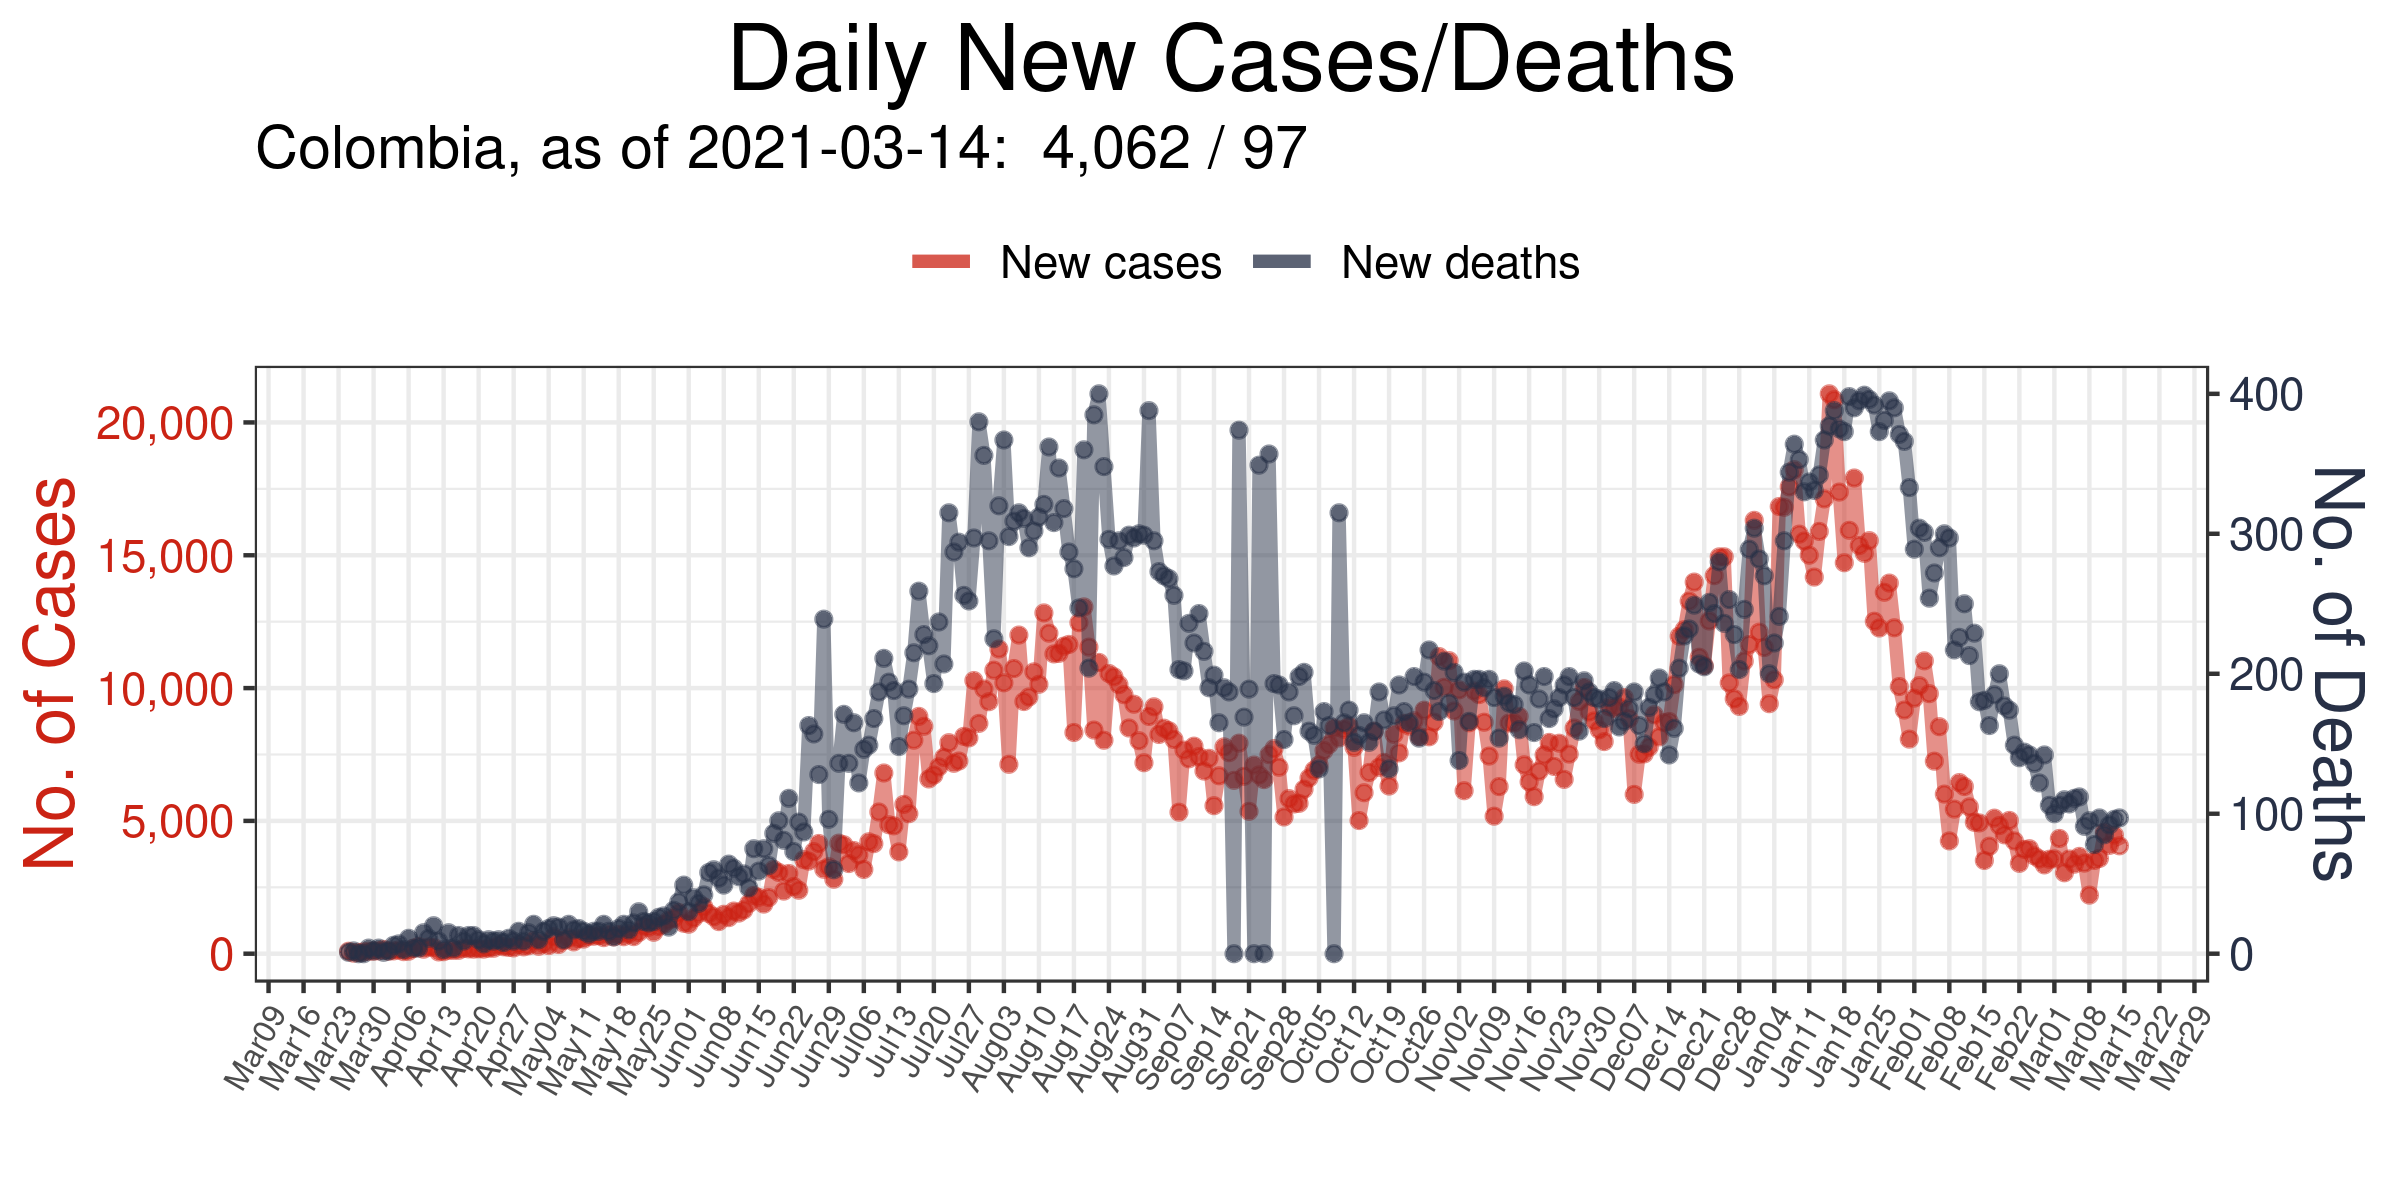 Daily New Cases/Deaths
Colombia, as of 2021-03-14:  4,062 / 97
New cases
New deaths
No. of Cases
20,000
15,000
10,000
5,000
0
400
300
200
100
0
No. of Deaths
Mar09
Mar16
Mar23
Mar30
Apr06
Apr13
Apr20
Apr27
May04
May11
May18
May25
Jun01
Jun08
Jun15
Jun22
Jun29
Jul06
Jul13
Jul20
Jul27
Aug03
Aug10
Aug17
Aug24
Aug31
Sep07
Sep14
Sep21
Sep28
Oct05
Oct12
Oct19
Oct26
Nov02
Nov09
Nov16
Nov23
Nov30
Dec07
Dec14
Dec21
Dec28
Dec04
Jan11
Jan18
Jan25
Feb01
Feb08
Feb15
Feb22
Mar01
Mar08
Mar15
Mar22
Mar29